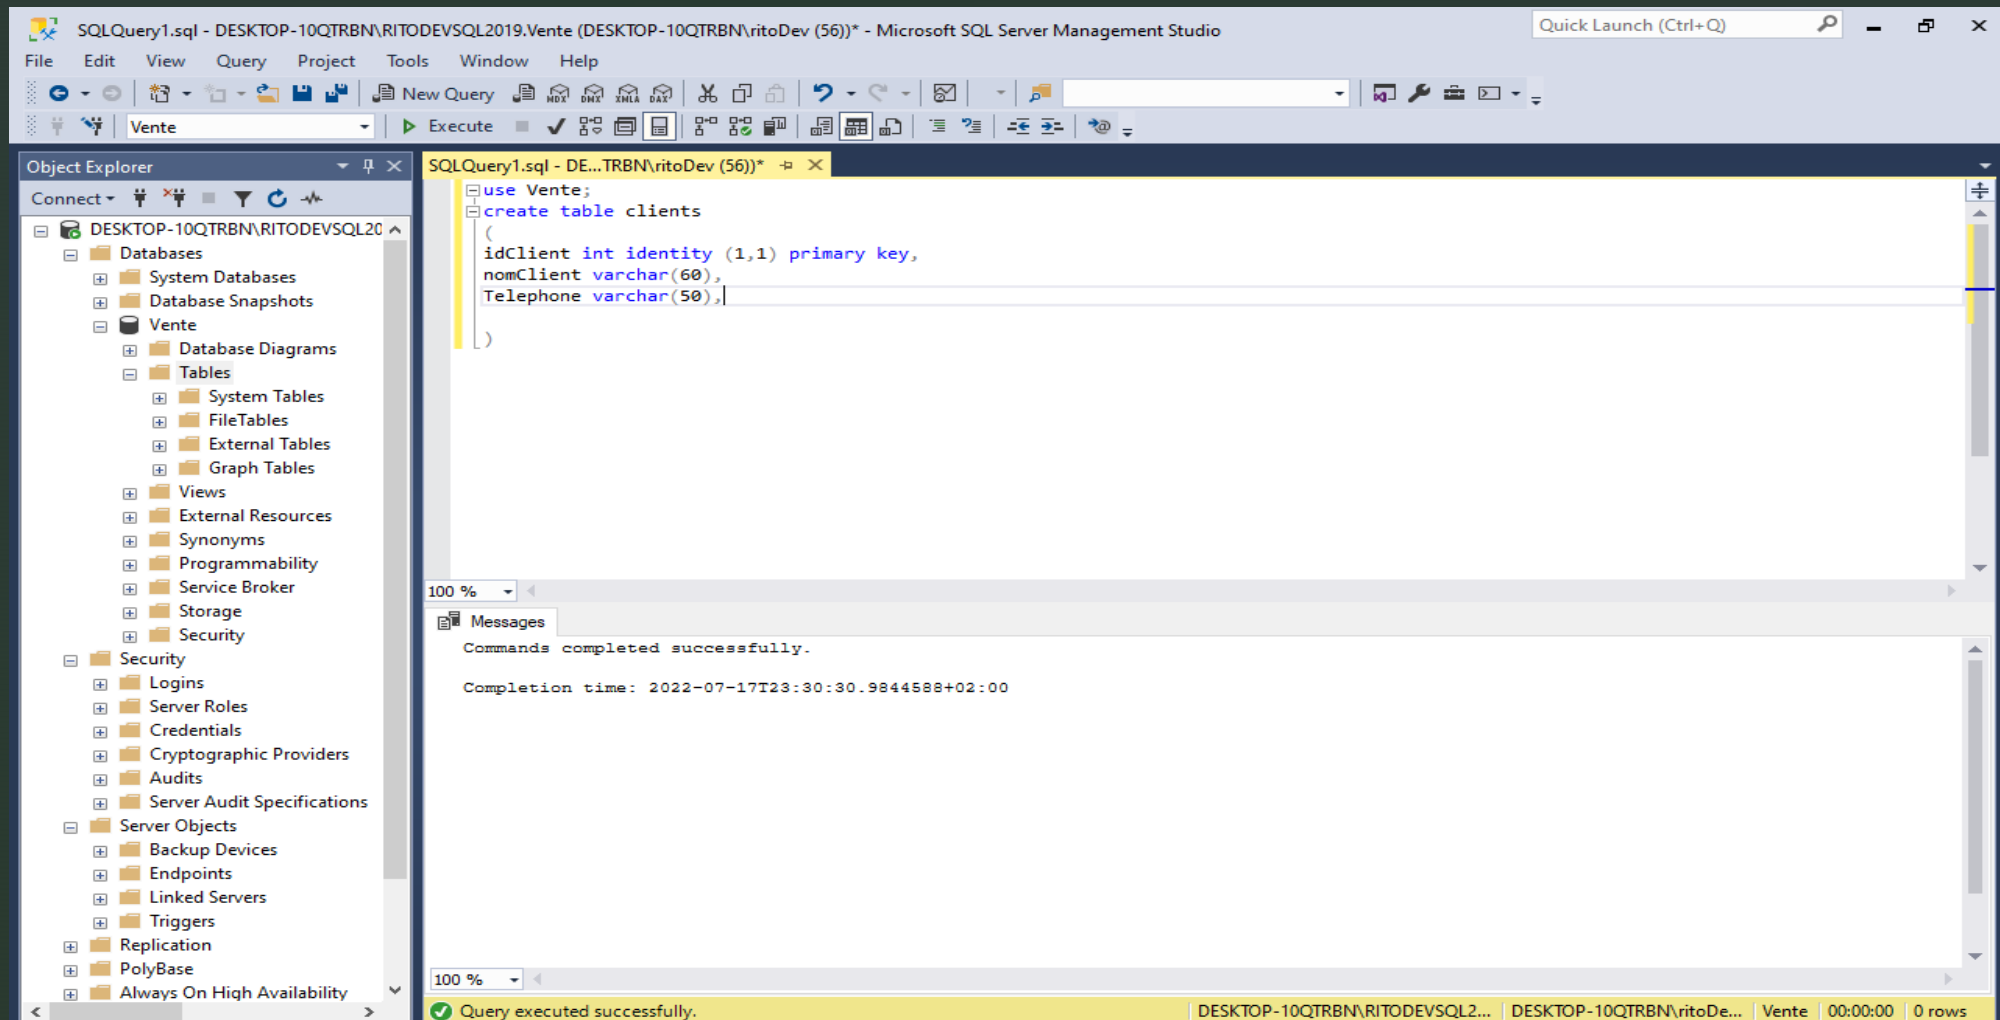 SQLQuery1.sql - DESKTOP-10QTRBN\RITODEVSQL2019.Vente (DESKTOP-10QTRBN\ritoDev (56))* - Microsoft SQL Server Management Studio
Quick Launch (Ctrl+Q)
File Edit View Query Project Tools Window Help
New Query MDX DMX XMLA DAX
Vente Execute
Object Explorer
Connect
DESKTOP-10QTRBN\RITODEVSQL20
Databases
System Databases
Database Snapshots
Vente
Database Diagrams
Tables
System Tables
FileTables
External Tables
Graph Tables
Views
External Resources
Synonyms
Programmability
Service Broker
Storage
Security
Security
Logins
Server Roles
Credentials
Cryptographic Providers
Audits
Server Audit Specifications
Server Objects
Backup Devices
Endpoints
Linked Servers
Triggers
Replication
PolyBase
Always On High Availability
SQLQuery1.sql - DE...TRBN\ritoDev (56))*
use Vente;
create table clients
(
idClient int identity (1,1) primary key,
nomClient varchar(60),
Telephone varchar(50),
)
100 %
Messages
Commands completed successfully.
Completion time: 2022-07-17T23:30:30.9844588+02:00
100 %
Query executed successfully.
DESKTOP-10QTRBN\RITODEVSQL2... DESKTOP-10QTRBN\ritoDe... Vente 00:00:00 0 rows